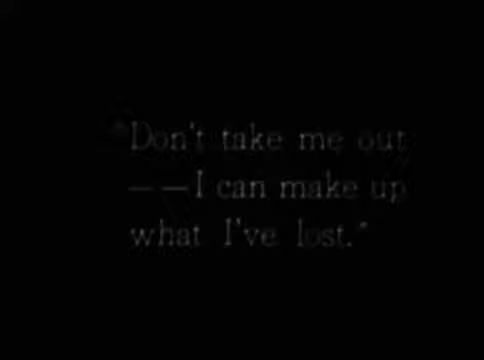 "Don't take me out
——I can make up
what I've lost."